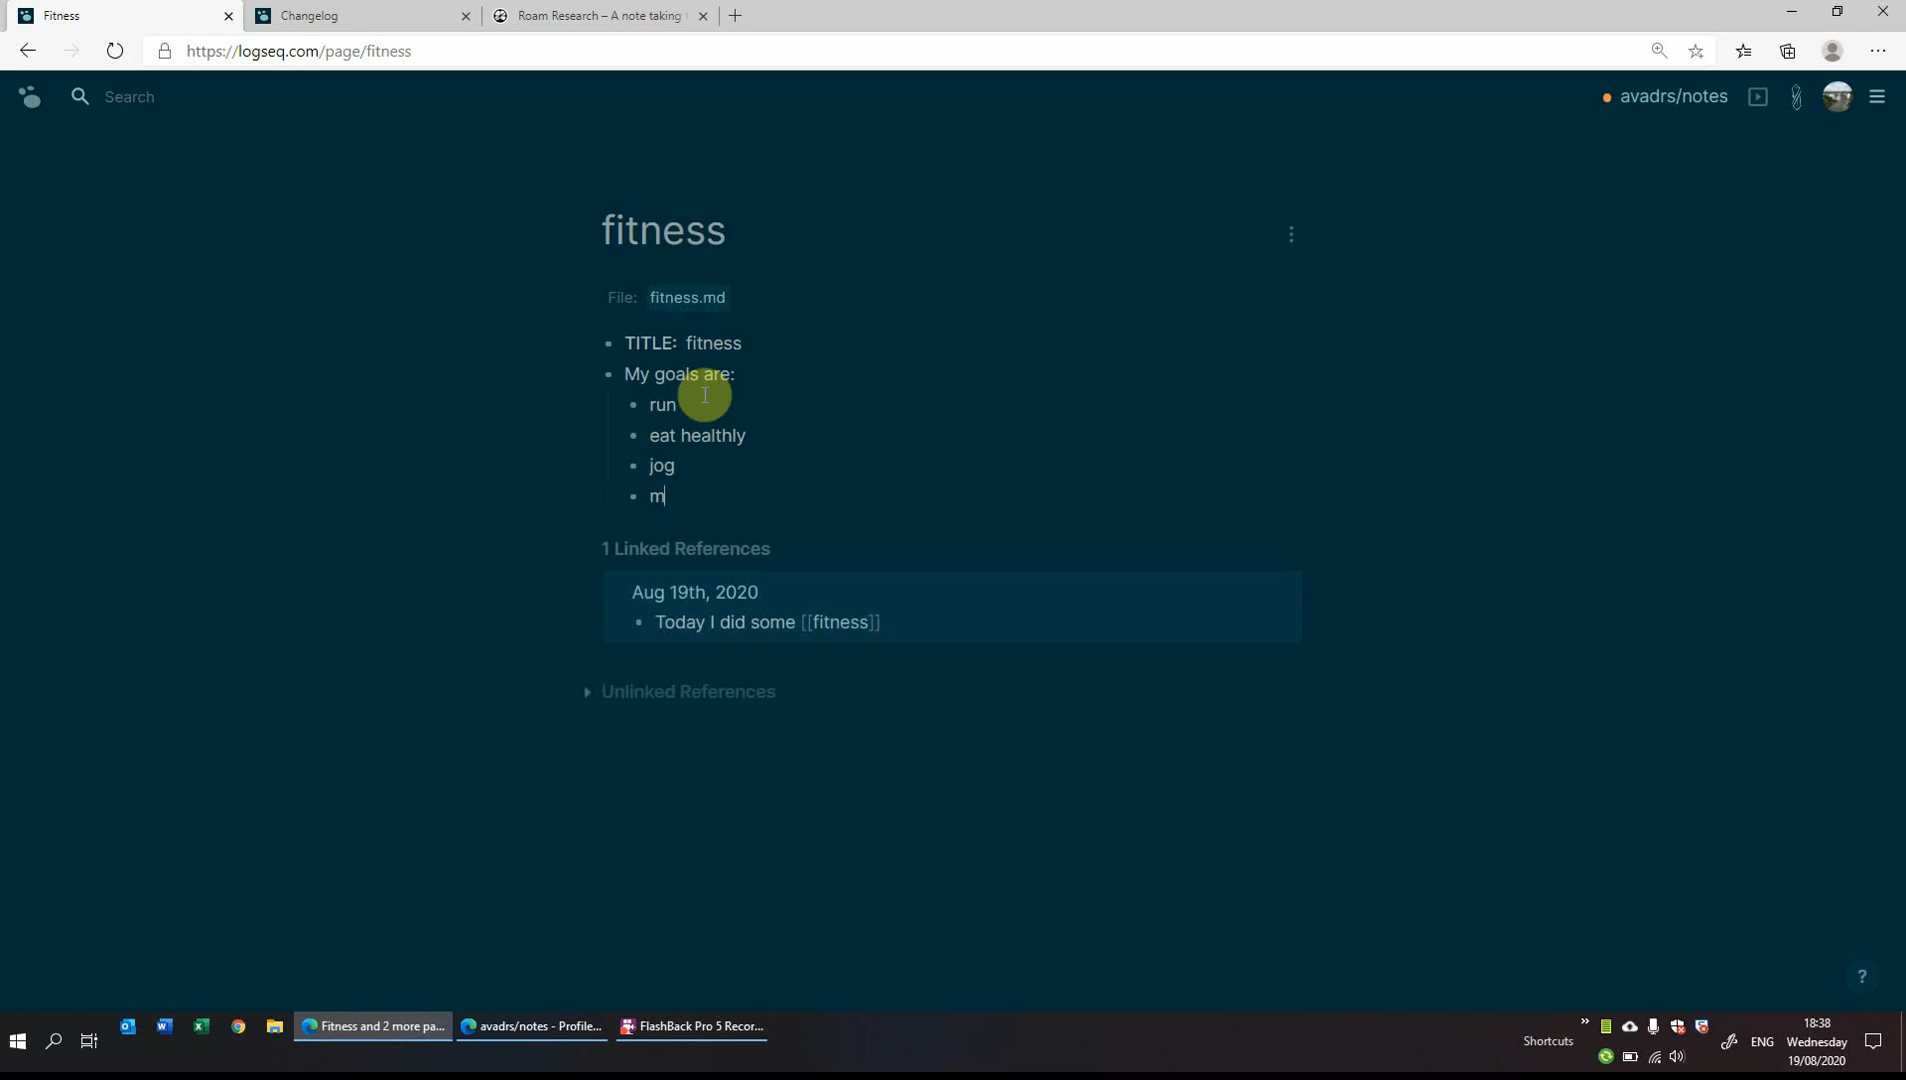 Fitness
Changelog
Roam Research – A note taking
https://logseq.com/page/fitness
Search
avadrs/notes
fitness
File: fitness.md
TITLE: fitness
My goals are:
run
eat healthly
jog
m
1 Linked References
Aug 19th, 2020
Today I did some [[fitness]]
Unlinked References
?
Fitness and 2 more pa...
avadrs/notes - Profile...
FlashBack Pro 5 Recor...
Shortcuts
ENG
18:38
Wednesday
19/08/2020